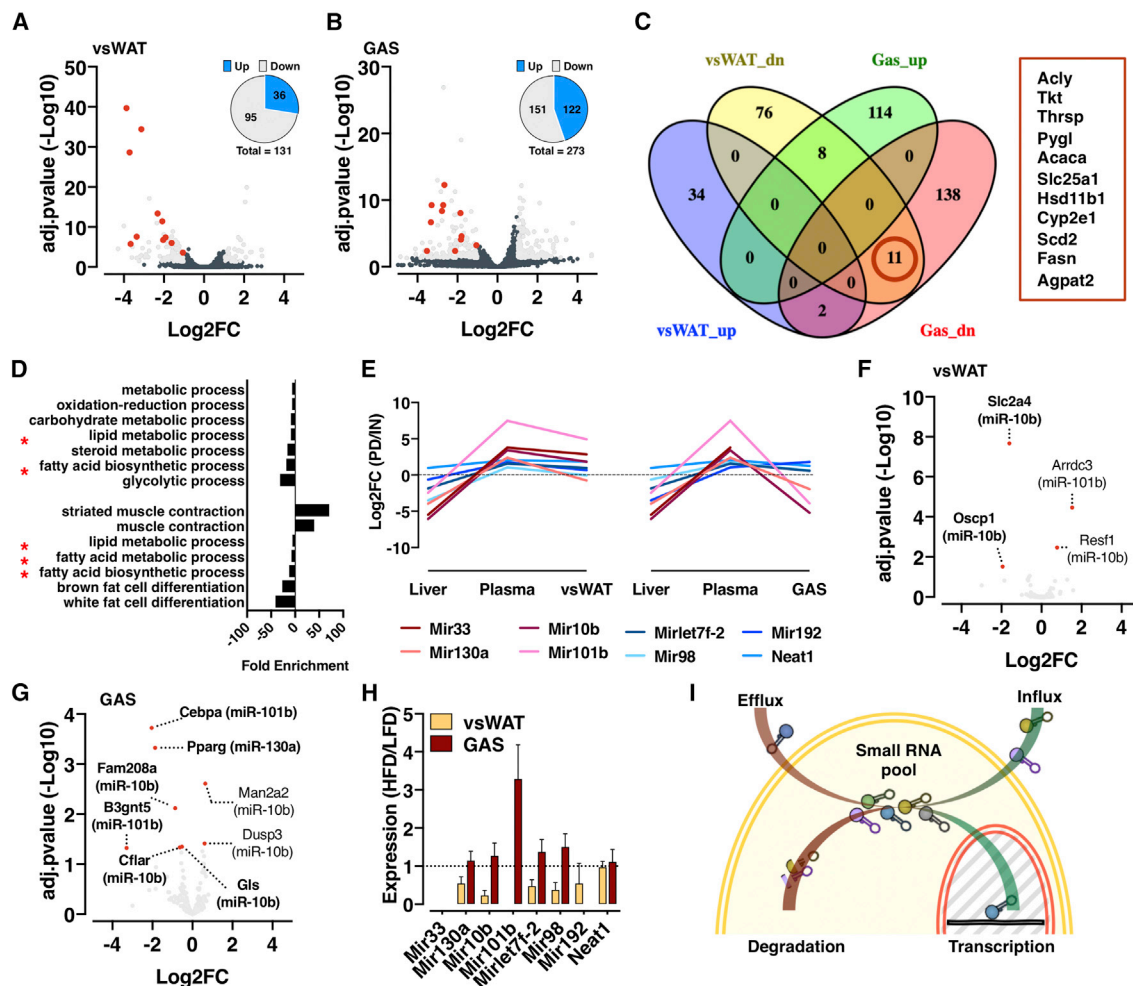 A
vsWAT
adj.pvalue (-Log10)
50
40
30
20
10
0
-4 -2 0 2 4
Log2FC
Up Down
36
95
Total = 131
B
GAS
adj.pvalue (-Log10)
30
20
10
0
-4 -2 0 2 4
Log2FC
Up Down
151 122
Total = 273
C
vsWAT_dn
Gas_up
76
114
0
8
0
34
138
0
0
0
0
11
0
0
2
vsWAT_up
Gas_dn
Acly
Tkt
Thrsp
Pygl
Acaca
Slc25a1
Hsd11b1
Cyp2e1
Scd2
Fasn
Agpat2
D
metabolic process
oxidation-reduction process
carbohydrate metabolic process
* lipid metabolic process
steroid metabolic process
* fatty acid biosynthetic process
glycolytic process
striated muscle contraction
muscle contraction
* lipid metabolic process
* fatty acid metabolic process
* fatty acid biosynthetic process
brown fat cell differentiation
white fat cell differentiation
-100 -50 0 50 100
Fold Enrichment
E
Log2FC (PD/IN)
10
5
0
-5
-10
Liver Plasma vsWAT
Liver Plasma GAS
Mir33 Mir10b Mirlet7f-2 Mir192
Mir130a Mir101b Mir98 Neat1
F
vsWAT
adj.pvalue (-Log10)
10
8
6
4
2
0
-4 -2 0 2 4
Log2FC
Slc2a4
(miR-10b)
Arrdc3
(miR-101b)
Oscp1
(miR-10b)
Resf1
(miR-10b)
G
GAS
adj.pvalue (-Log10)
4
3
2
1
0
-4 -2 0 2 4
Log2FC
Cebpa (miR-101b)
Pparg (miR-130a)
Fam208a
(miR-10b)
B3gnt5
(miR-101b)
Man2a2
(miR-10b)
Dusp3
(miR-10b)
Cflar
(miR-10b)
Gls
(miR-10b)
H
Expression (HFD/LFD)
5
4
3
2
1
0
vsWAT
GAS
Mir33
Mir130a
Mir10b
Mir101b
Mirlet7f-2
Mir98
Mir192
Neat1
I
Efflux
Influx
Small RNA
pool
Degradation
Transcription